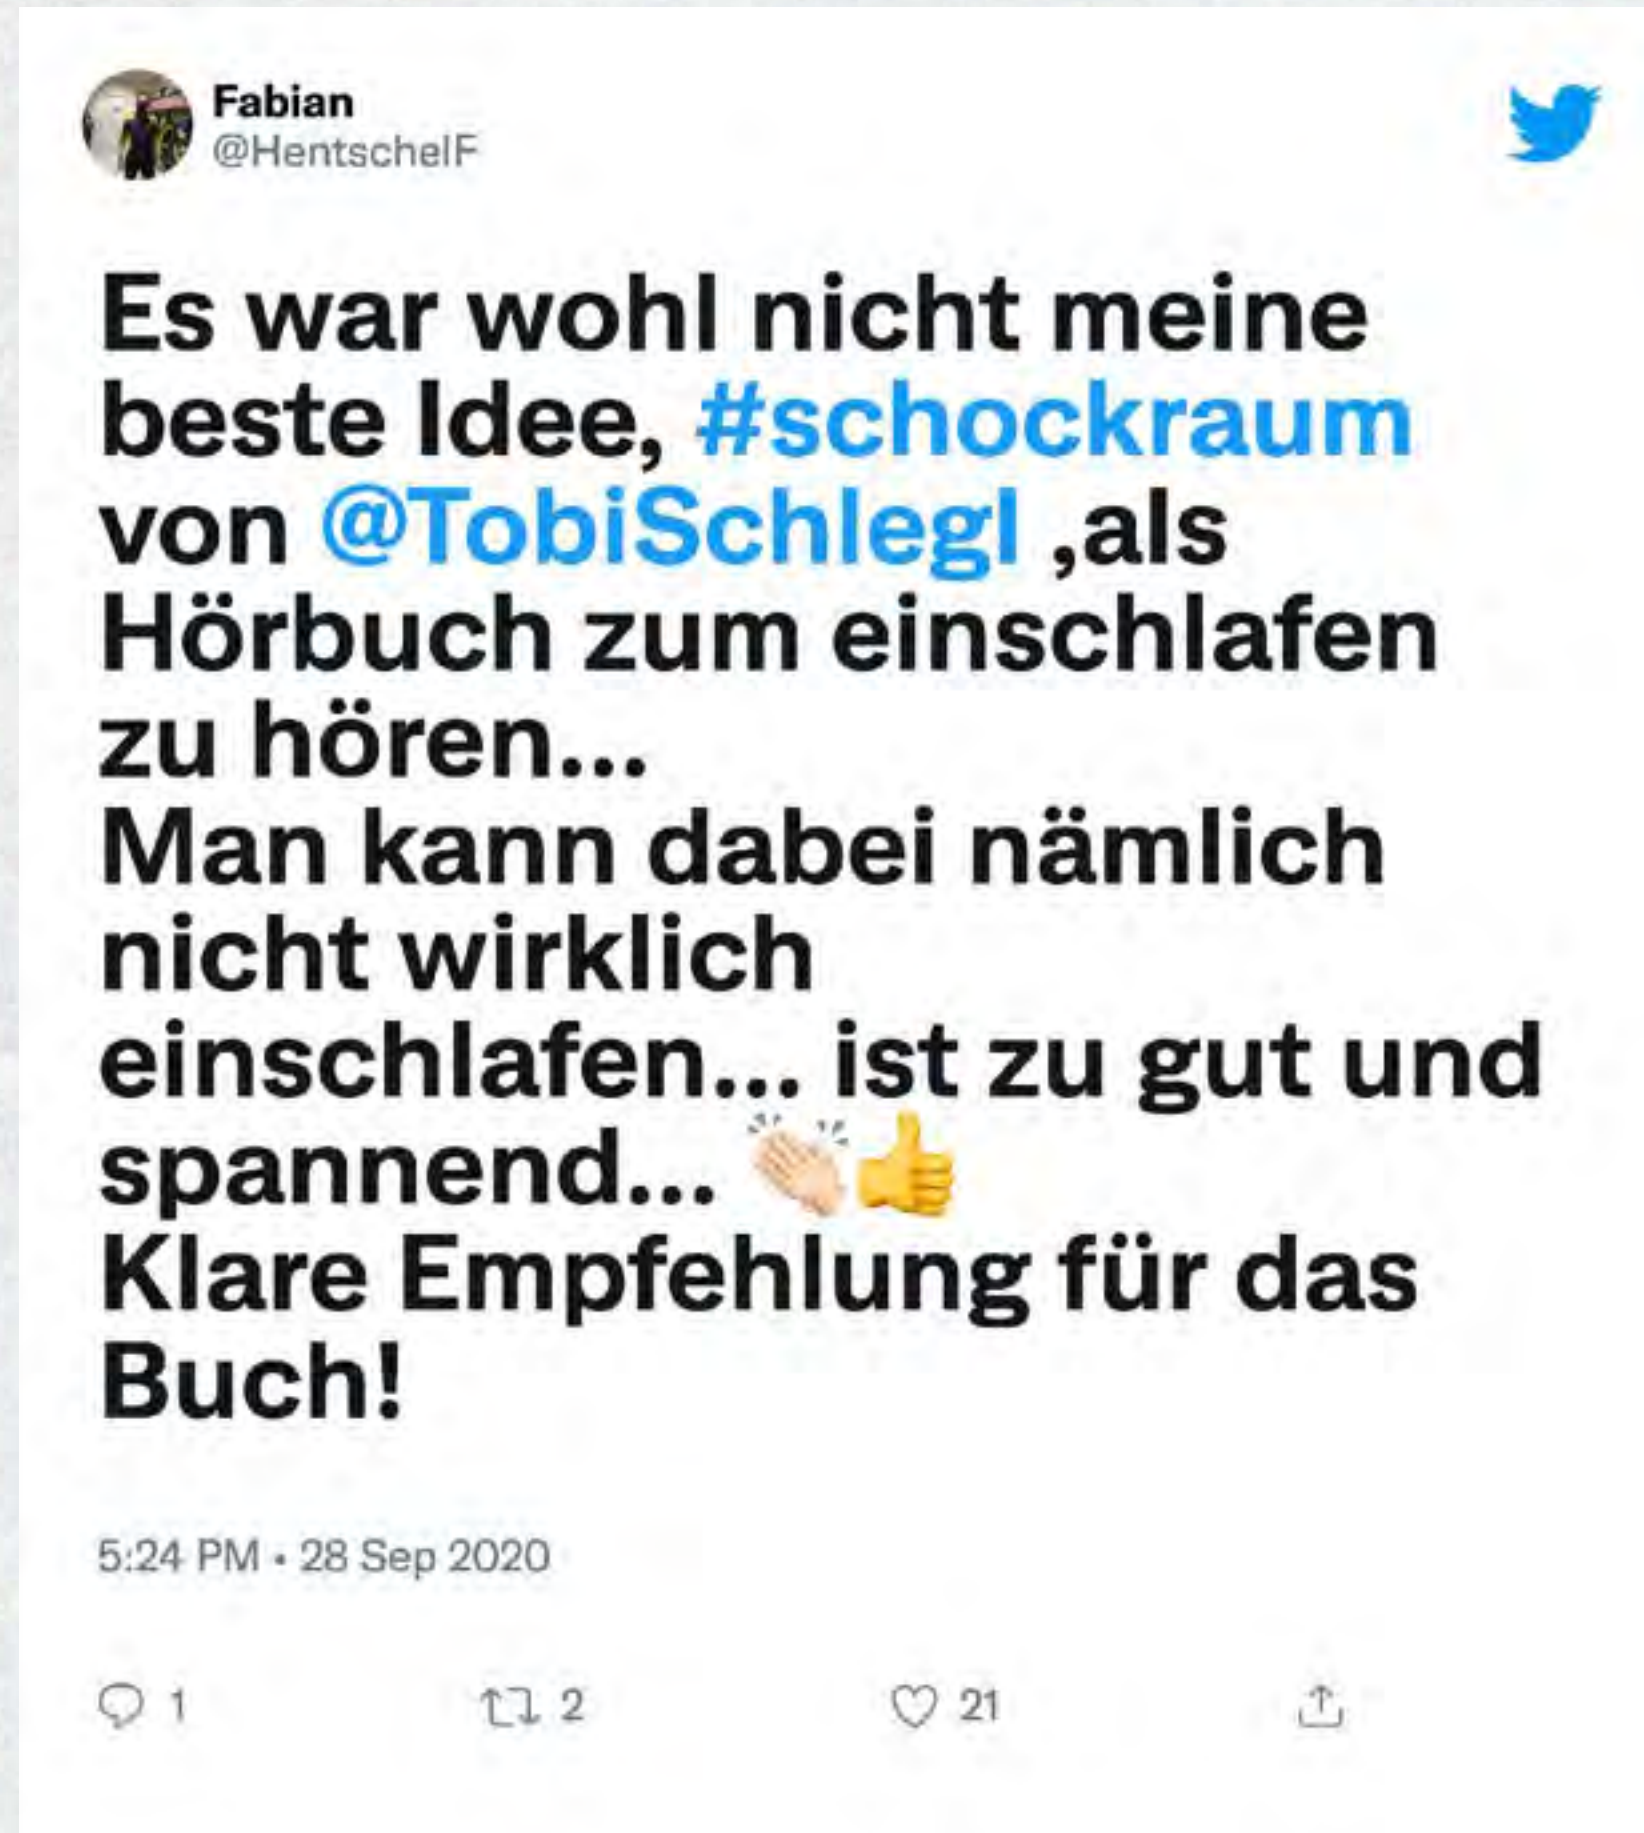 Fabian
@HentschelF
Es war wohl nicht meine
beste Idee, #schockraum
von @TobiSchlegl ,als
Hörbuch zum einschlafen
zu hören...
Man kann dabei nämlich
nicht wirklich
einschlafen... ist zu gut und
spannend... 👏🏻👍
Klare Empfehlung für das
Buch!
5:24 PM • 28 Sep 2020
1 2 21